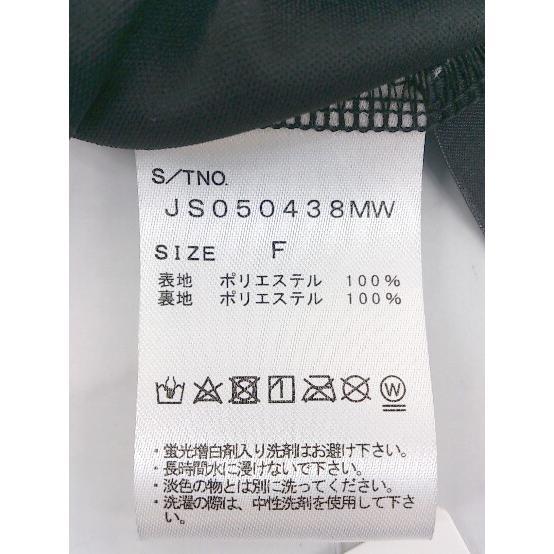 S/TNO.
JS050438MW
SIZE F
表地 ポリエステル 100%
裏地 ポリエステル 100%
W
・蛍光増白剤入り洗剤はお避け下さい。
・長時間水に浸けないで下さい。
・淡色の物とは別に洗って下さい。
・洗濯の際は、中性洗剤を使用して下さ
い。